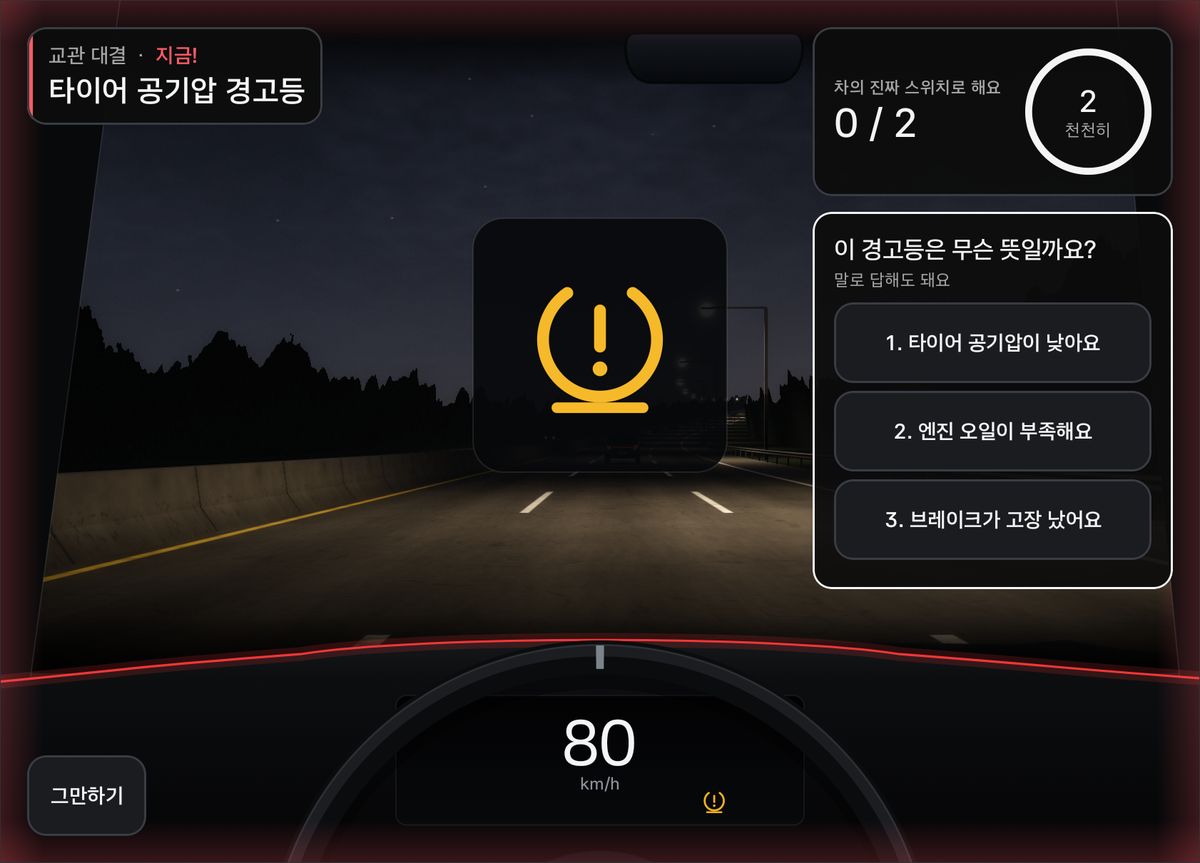 교관 대결 · 지금!
타이어 공기압 경고등
차의 진짜 스위치로 해요
0 / 2
2
천천히
이 경고등은 무슨 뜻일까요?
말로 답해도 돼요
1. 타이어 공기압이 낮아요
2. 엔진 오일이 부족해요
3. 브레이크가 고장 났어요
80
km/h
그만하기